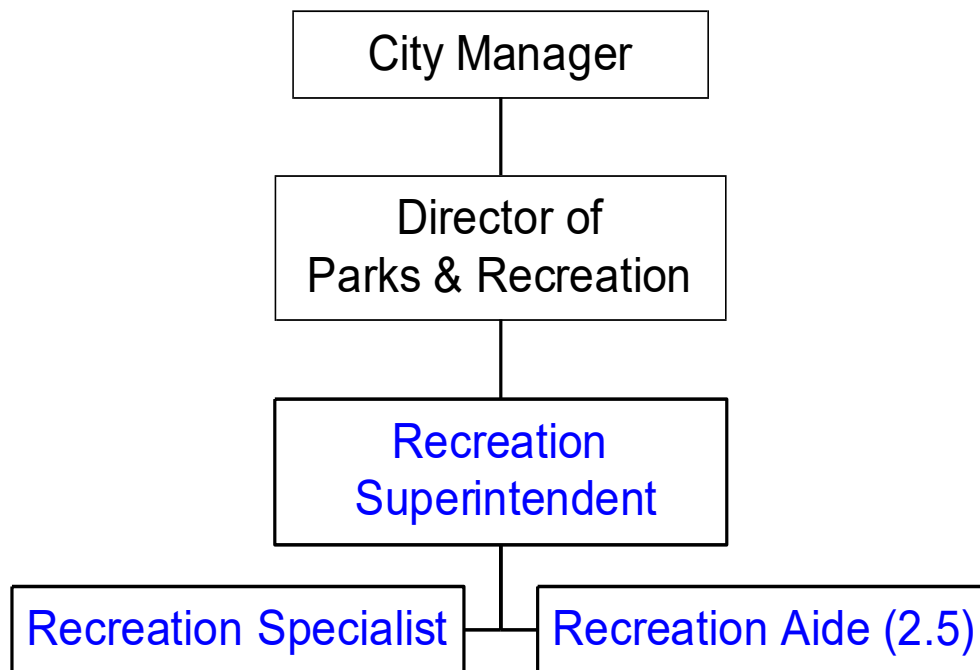 City Manager
Director of
Parks & Recreation
Recreation
Superintendent
Recreation Specialist
Recreation Aide (2.5)